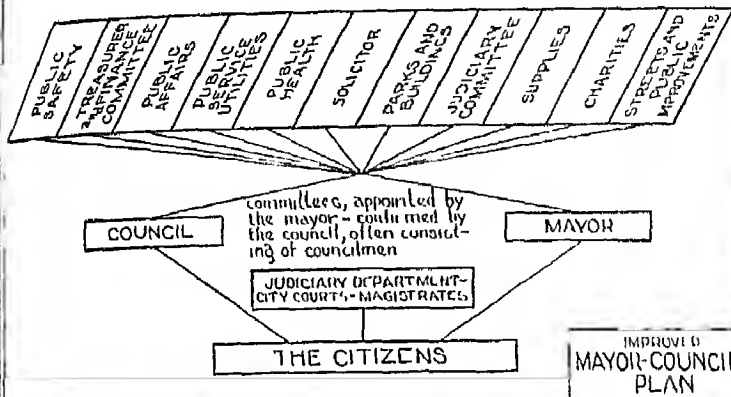 PUBLIC
SAFETY
TREASURER
and FINANCE
COMMITTEE
PUBLIC
AFFAIRS
PUBLIC
SERVICE
UTILITIES
PUBLIC
HEALTH
SOLICITOR
PARKS AND
BUILDINGS
JUDICIARY
COMMITTEE
SUPPLIES
CHARITIES
STREETS AND
PUBLIC
IMPROVEMENTS
committees, appointed by
the mayor - confirmed by
the council, often consist-
ing of councilmen
COUNCIL
MAYOR
JUDICIARY DEPARTMENT-
CITY COURTS-MAGISTRATES
THE CITIZENS
IMPROVED
MAYOR-COUNCIL
PLAN